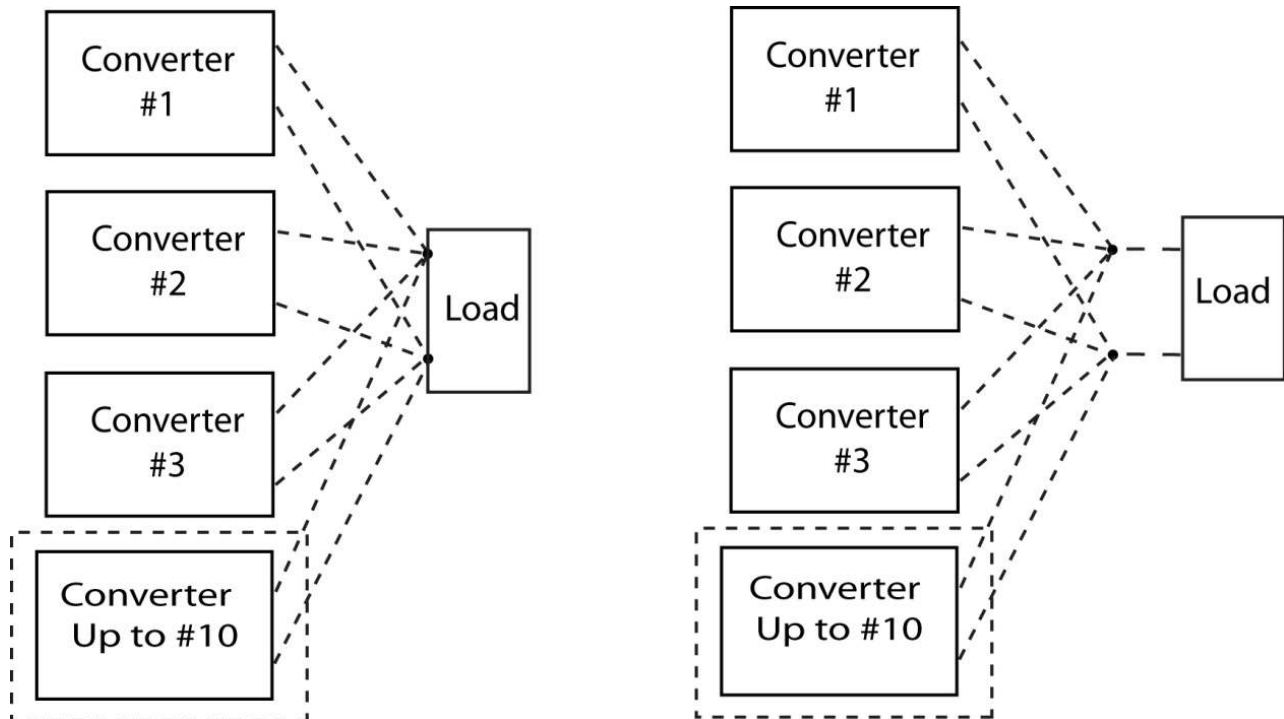 Converter
#1
Converter
#2
Converter
#3
Converter
Up to #10
Load
Converter
#1
Converter
#2
Converter
#3
Converter
Up to #10
Load